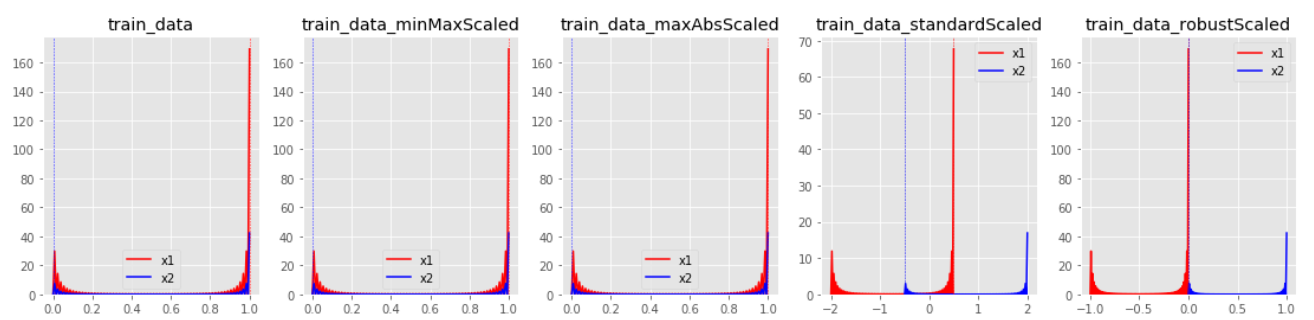 train_data train_data_minMaxScaled train_data_maxAbsScaled train_data_standardScaled train_data_robustScaled
160
140
120
100
80
60
40
20
0
x1
x2
0.0 0.2 0.4 0.6 0.8 1.0
160
140
120
100
80
60
40
20
0
x1
x2
0.0 0.2 0.4 0.6 0.8 1.0
160
140
120
100
80
60
40
20
0
x1
x2
0.0 0.2 0.4 0.6 0.8 1.0
70
60
50
40
30
20
10
0
x1
x2
−2 −1 0 1 2
160
140
120
100
80
60
40
20
0
x1
x2
−1.0 −0.5 0.0 0.5 1.0